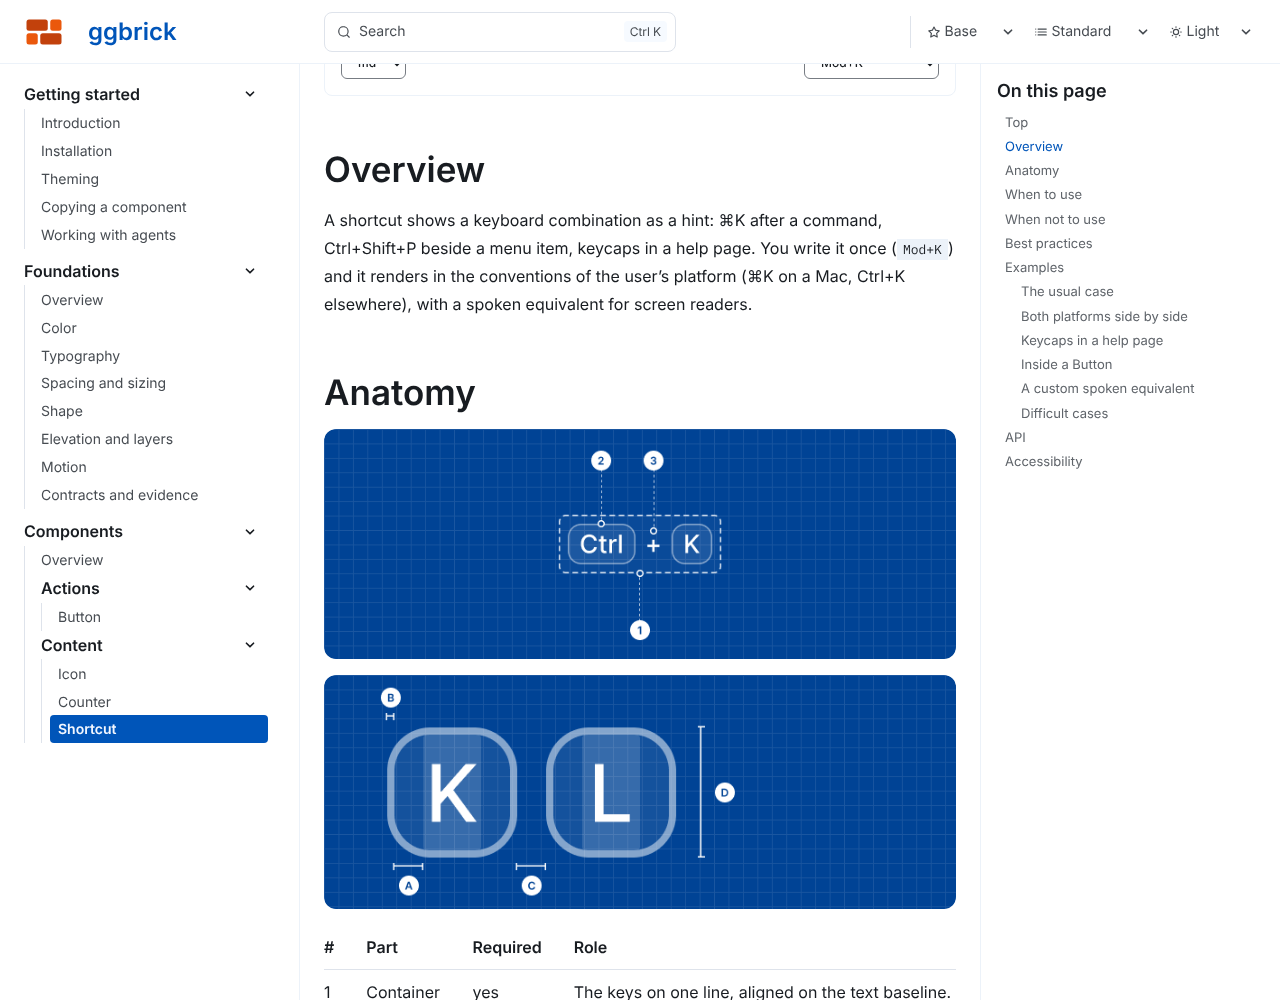 ggbrick
Search
Ctrl K
Base
Standard
Light
Getting started
Introduction
Installation
Theming
Copying a component
Working with agents
Foundations
Overview
Color
Typography
Spacing and sizing
Shape
Elevation and layers
Motion
Contracts and evidence
Components
Overview
Actions
Button
Content
Icon
Counter
Shortcut
md
Mod+K
Overview
A shortcut shows a keyboard combination as a hint: ⌘K after a command,
Ctrl+Shift+P beside a menu item, keycaps in a help page. You write it once ( Mod+K )
and it renders in the conventions of the user’s platform (⌘K on a Mac, Ctrl+K
elsewhere), with a spoken equivalent for screen readers.
Anatomy
2 3
Ctrl + K
1
B
K L
D
A C
# Part Required Role
1 Container yes The keys on one line, aligned on the text baseline.
On this page
Top
Overview
Anatomy
When to use
When not to use
Best practices
Examples
The usual case
Both platforms side by side
Keycaps in a help page
Inside a Button
A custom spoken equivalent
Difficult cases
API
Accessibility